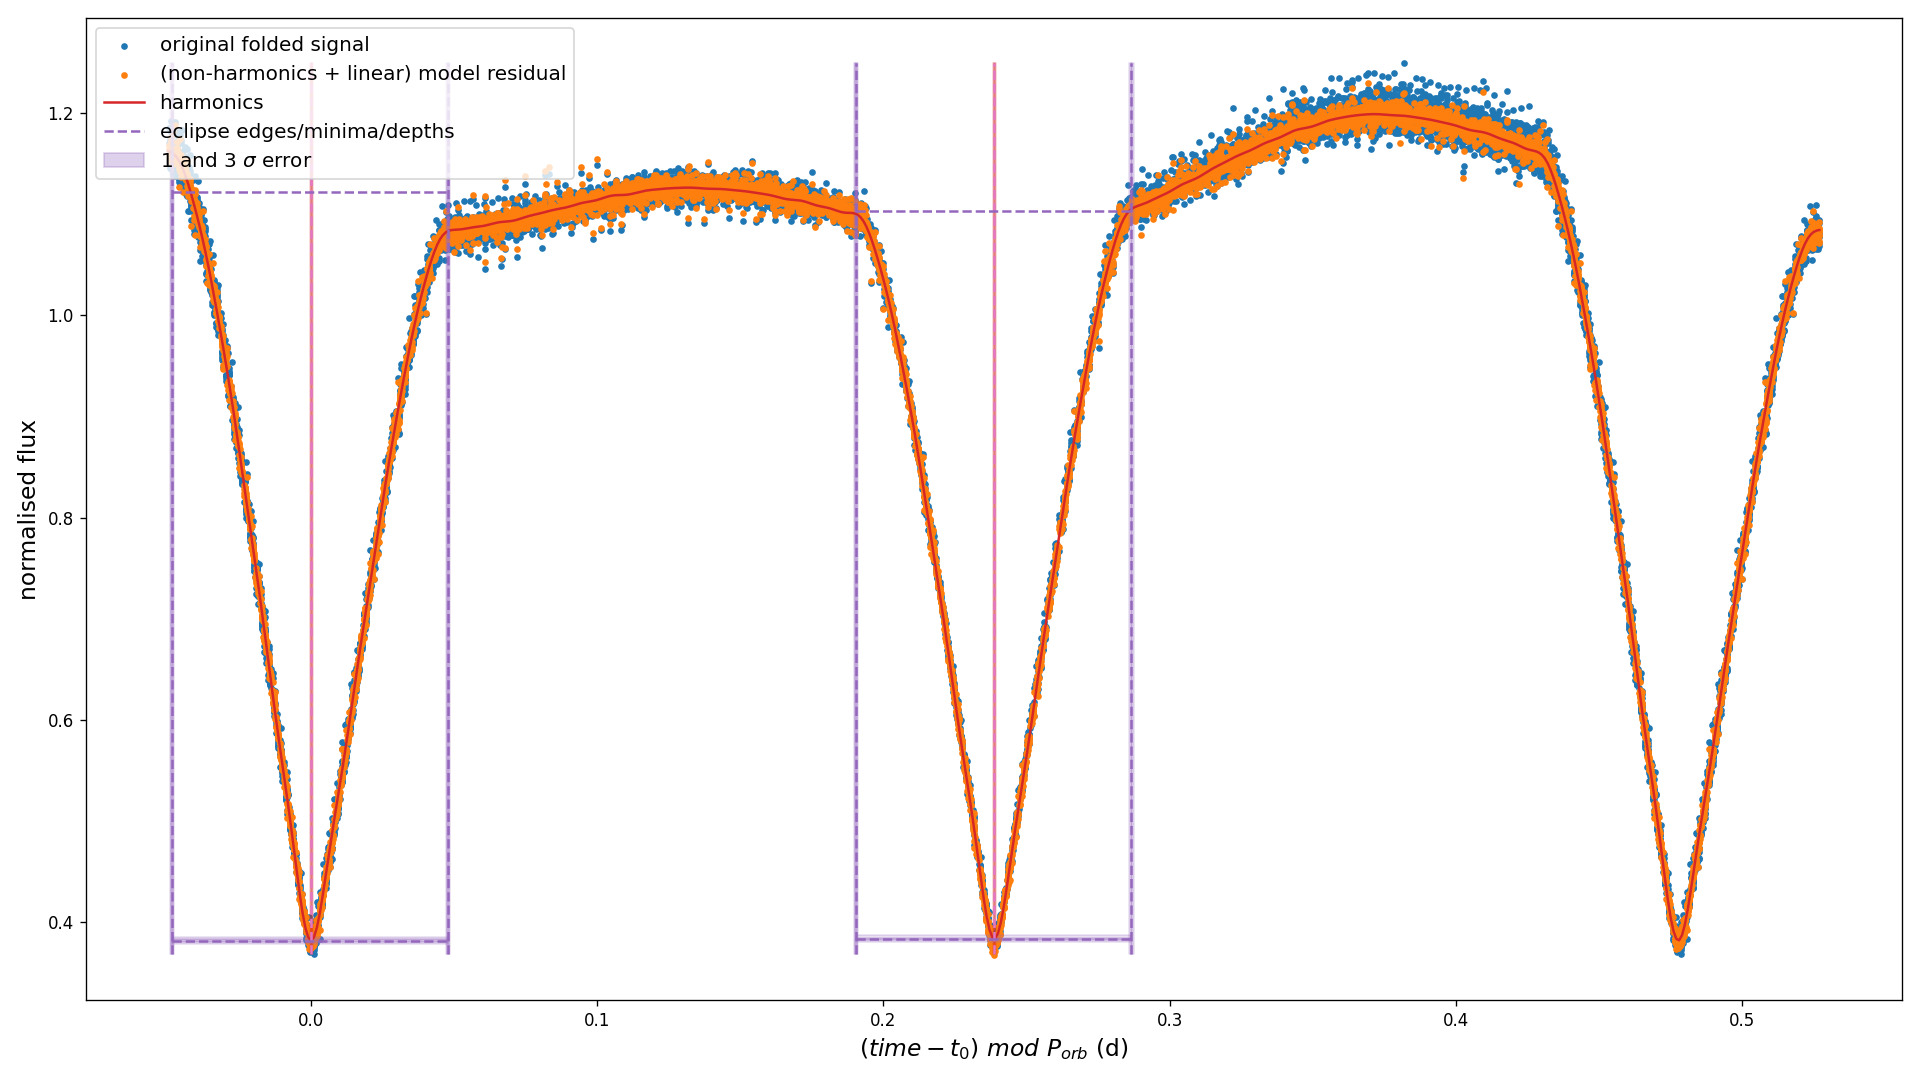 original folded signal
(non-harmonics + linear) model residual
harmonics
eclipse edges/minima/depths
1 and 3 σ error
normalised flux
1.2
1.0
0.8
0.6
0.4
0.0 0.1 0.2 0.3 0.4 0.5
(time − t₀) mod Pₒᵣb (d)